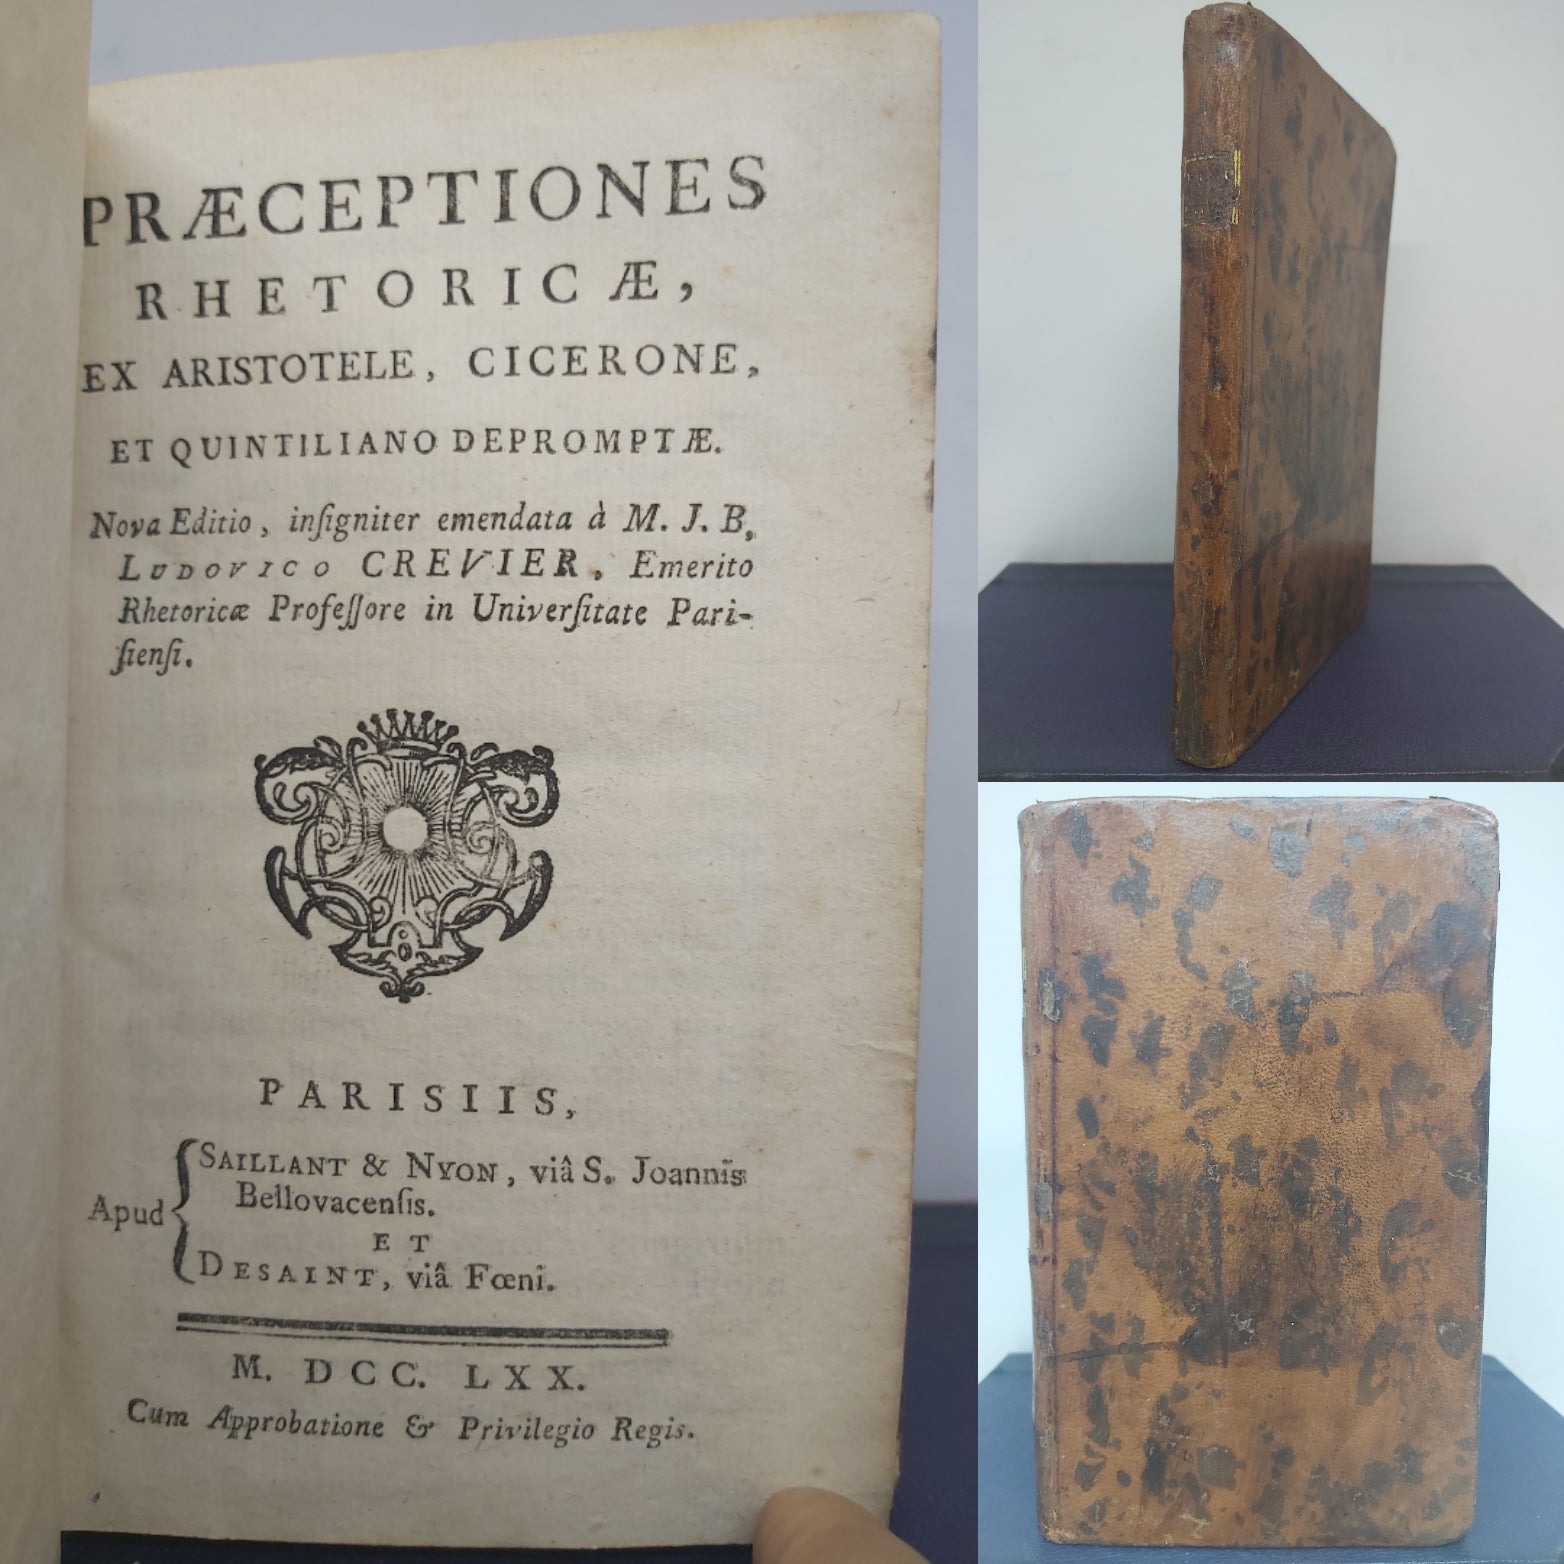 PRÆCEPTIONES
RHETORICÆ,
EX ARISTOTELE, CICERONE,
ET QUINTILIANO DEPROMPTÆ.
Nova Editio, inſigniter emendata à M. J. B.
LUDOVICO CREVIER, Emerito
Rhetoricæ Profeſſore in Univerſitate Pari-
ſienſi.
PARISIIS,
Apud
SAILLANT & NYON, viâ S. Joannis
Bellovacenſis.
ET
DESAINT, viâ Fœni.
M. DCC. LXX.
Cum Approbatione & Privilegio Regis.